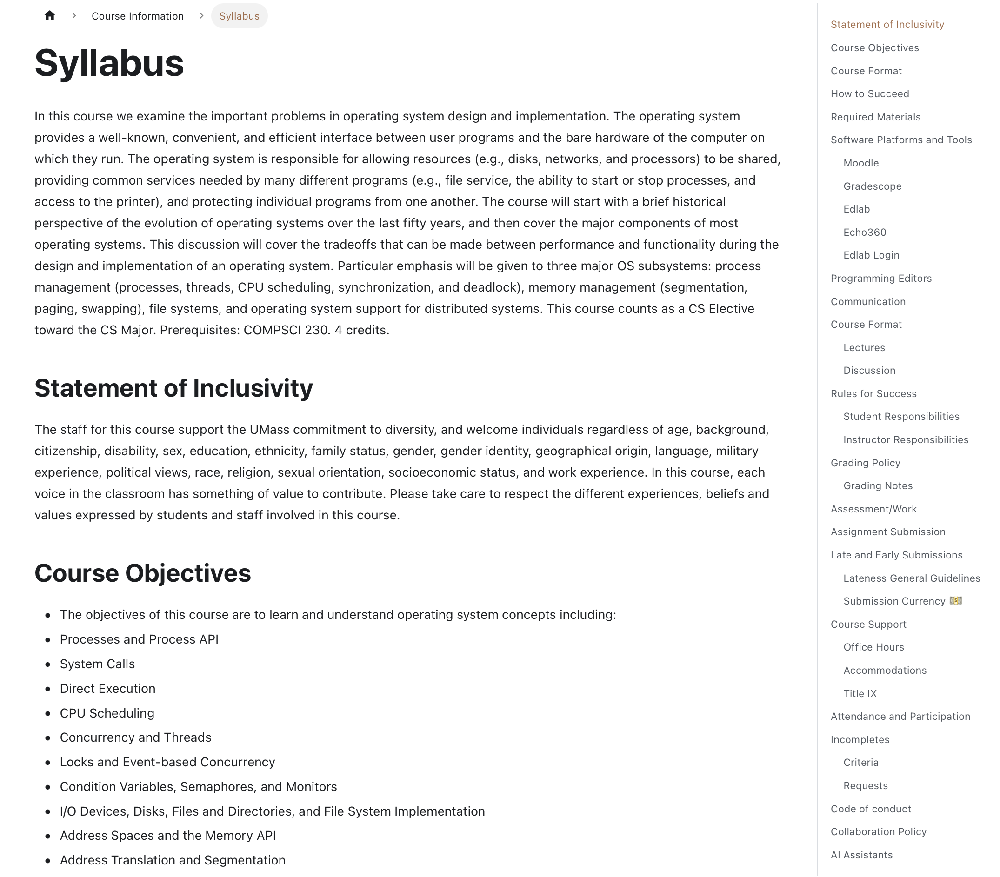 Course Information
Syllabus
Syllabus
In this course we examine the important problems in operating system design and implementation. The operating system
provides a well-known, convenient, and efficient interface between user programs and the bare hardware of the computer on
which they run. The operating system is responsible for allowing resources (e.g., disks, networks, and processors) to be shared,
providing common services needed by many different programs (e.g., file service, the ability to start or stop processes, and
access to the printer), and protecting individual programs from one another. The course will start with a brief historical
perspective of the evolution of operating systems over the last fifty years, and then cover the major components of most
operating systems. This discussion will cover the tradeoffs that can be made between performance and functionality during the
design and implementation of an operating system. Particular emphasis will be given to three major OS subsystems: process
management (processes, threads, CPU scheduling, synchronization, and deadlock), memory management (segmentation,
paging, swapping), file systems, and operating system support for distributed systems. This course counts as a CS Elective
toward the CS Major. Prerequisites: COMPSCI 230. 4 credits.
Statement of Inclusivity
The staff for this course support the UMass commitment to diversity, and welcome individuals regardless of age, background,
citizenship, disability, sex, education, ethnicity, family status, gender, gender identity, geographical origin, language, military
experience, political views, race, religion, sexual orientation, socioeconomic status, and work experience. In this course, each
voice in the classroom has something of value to contribute. Please take care to respect the different experiences, beliefs and
values expressed by students and staff involved in this course.
Course Objectives
The objectives of this course are to learn and understand operating system concepts including:
Processes and Process API
System Calls
Direct Execution
CPU Scheduling
Concurrency and Threads
Locks and Event-based Concurrency
Condition Variables, Semaphores, and Monitors
I/O Devices, Disks, Files and Directories, and File System Implementation
Address Spaces and the Memory API
Address Translation and Segmentation
Statement of Inclusivity
Course Objectives
Course Format
How to Succeed
Required Materials
Software Platforms and Tools
Moodle
Gradescope
Edlab
Echo360
Edlab Login
Programming Editors
Communication
Course Format
Lectures
Discussion
Rules for Success
Student Responsibilities
Instructor Responsibilities
Grading Policy
Grading Notes
Assessment/Work
Assignment Submission
Late and Early Submissions
Lateness General Guidelines
Submission Currency 💵
Course Support
Office Hours
Accommodations
Title IX
Attendance and Participation
Incompletes
Criteria
Requests
Code of conduct
Collaboration Policy
AI Assistants